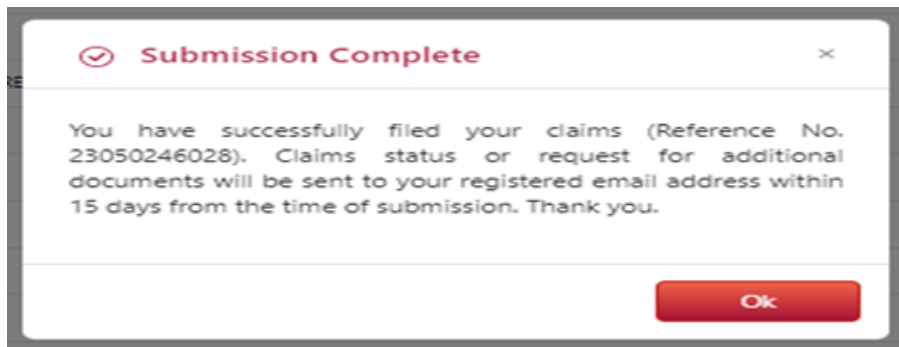 Submission Complete
×
RE
You have successfully filed your claims (Reference No.
23050246028). Claims status or request for additional
documents will be sent to your registered email address within
15 days from the time of submission. Thank you.
Ok